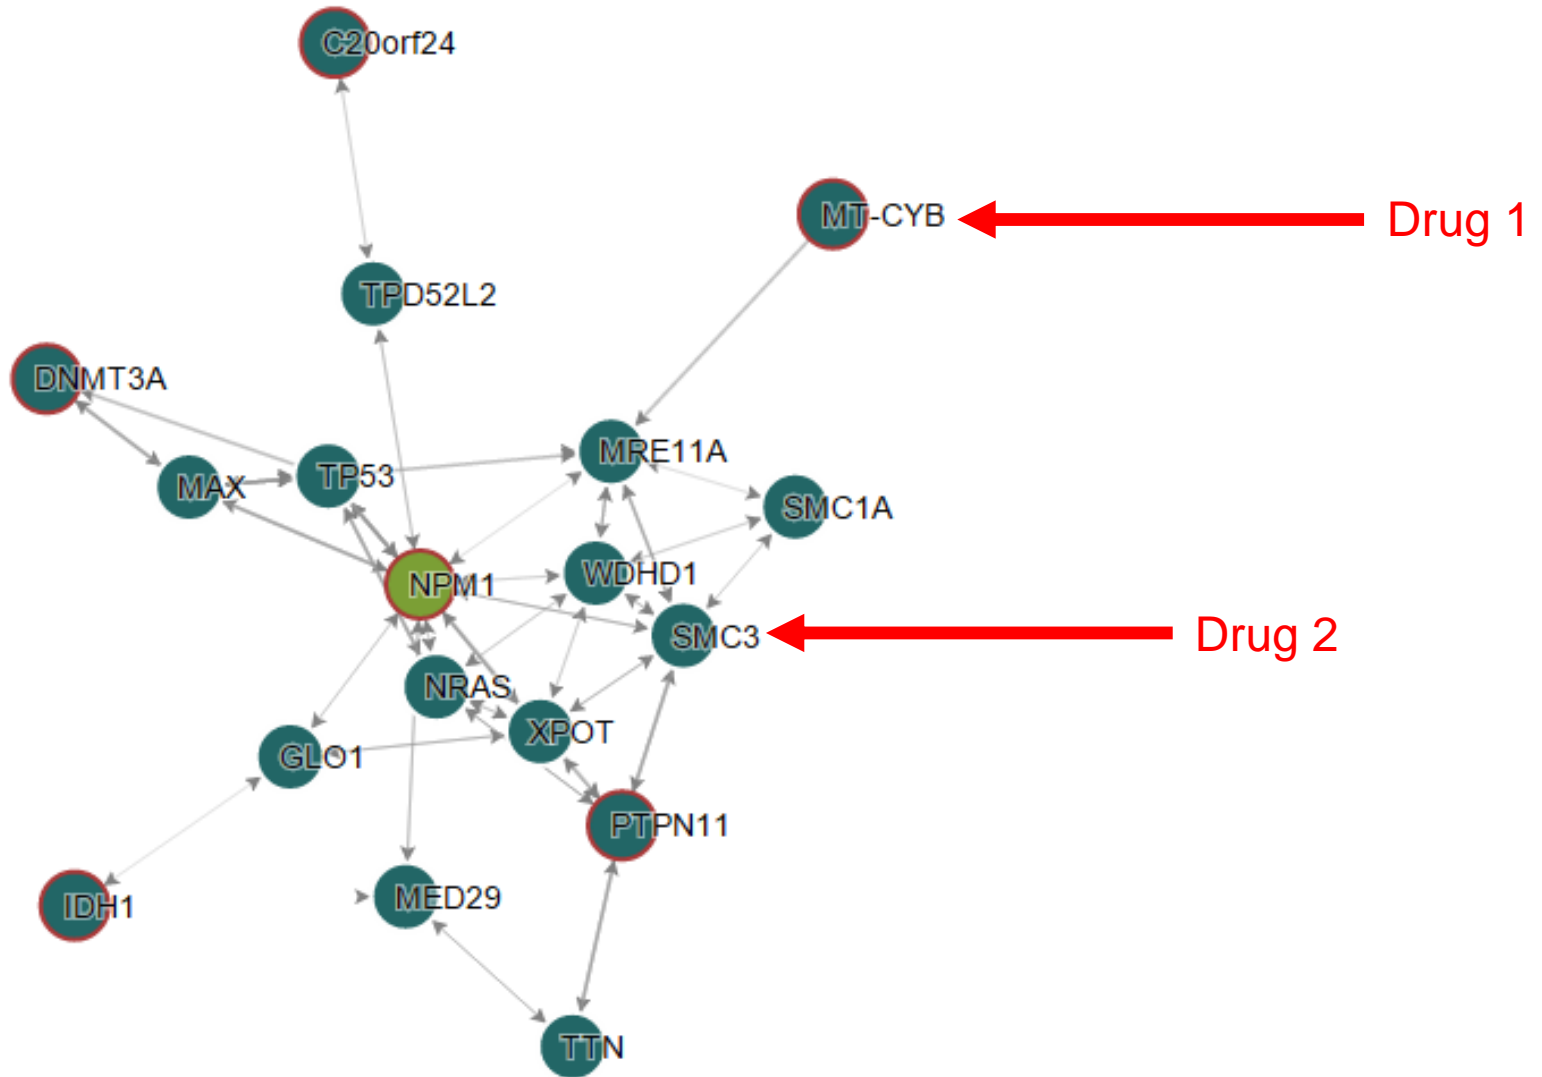 C20orf24
MT-CYB
Drug 1
TPD52L2
DNMT3A
MRE11A
TP53
MAX
SMC1A
WDHD1
NPM1
SMC3
Drug 2
NRAS
XPOT
GLO1
PTPN11
MED29
IDH1
TTN